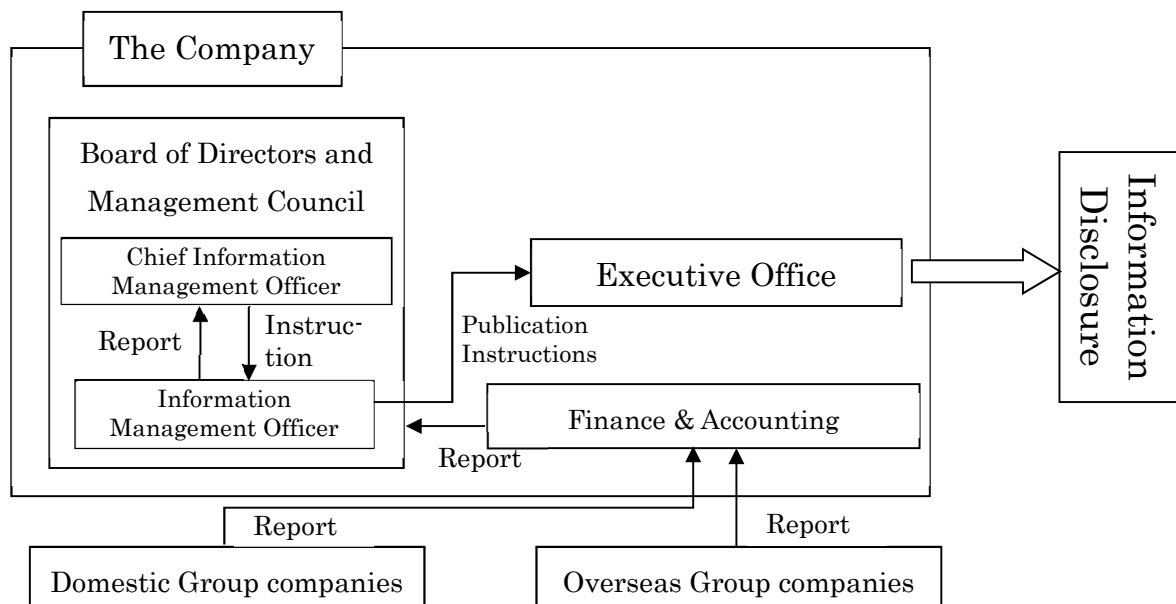 The Company
Board of Directors and
Management Council
Chief Information
Management Officer
Report
Instruc-
tion
Information
Management Officer
Publication
Instructions
Executive Office
Finance & Accounting
Report
Information
Disclosure
Report
Report
Domestic Group companies
Overseas Group companies